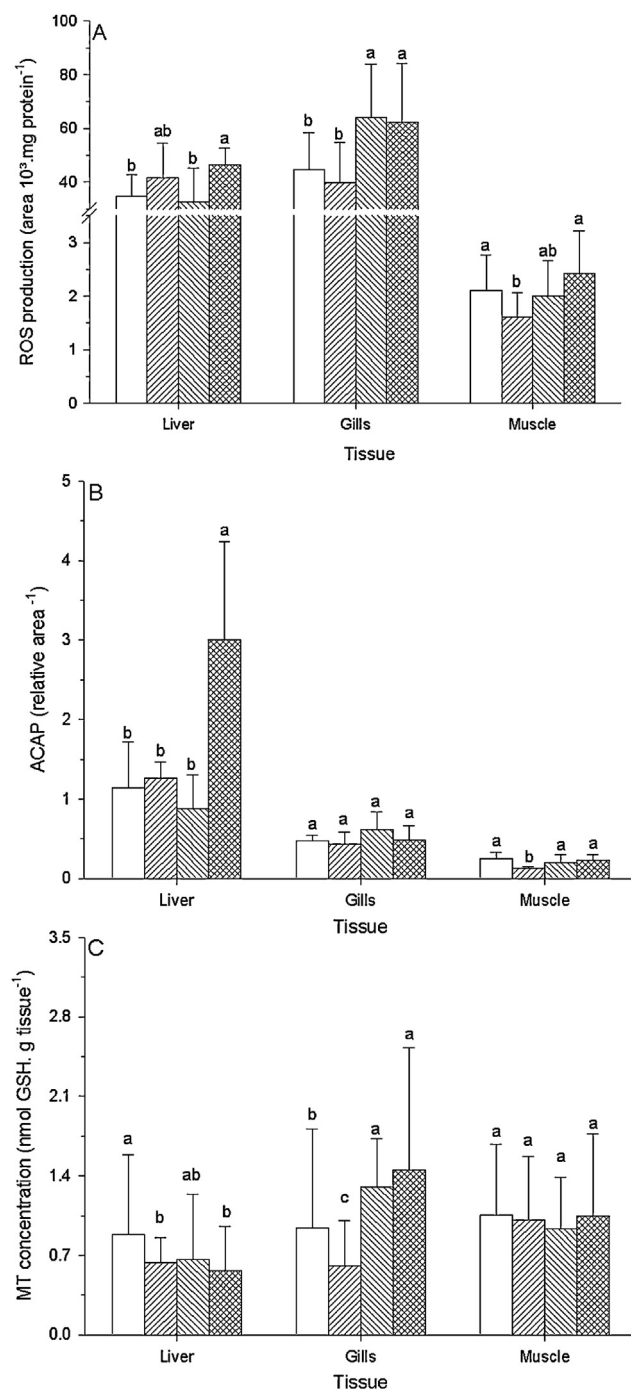 A
ROS production (area 10³.mg protein⁻¹)
100
80
60
40
3
2
1
0
b
ab
b
a
b
b
a
a
a
b
ab
a
Liver
Gills
Muscle
Tissue
B
ACAP (relative area ⁻¹)
5
4
3
2
1
0
b
b
b
a
a
a
a
a
a
b
a
a
Liver
Gills
Muscle
Tissue
C
MT concentration (nmol GSH. g tissue⁻¹)
3.5
2.8
2.1
1.4
0.7
0.0
a
b
ab
b
b
c
a
a
a
a
a
a
Liver
Gills
Muscle
Tissue